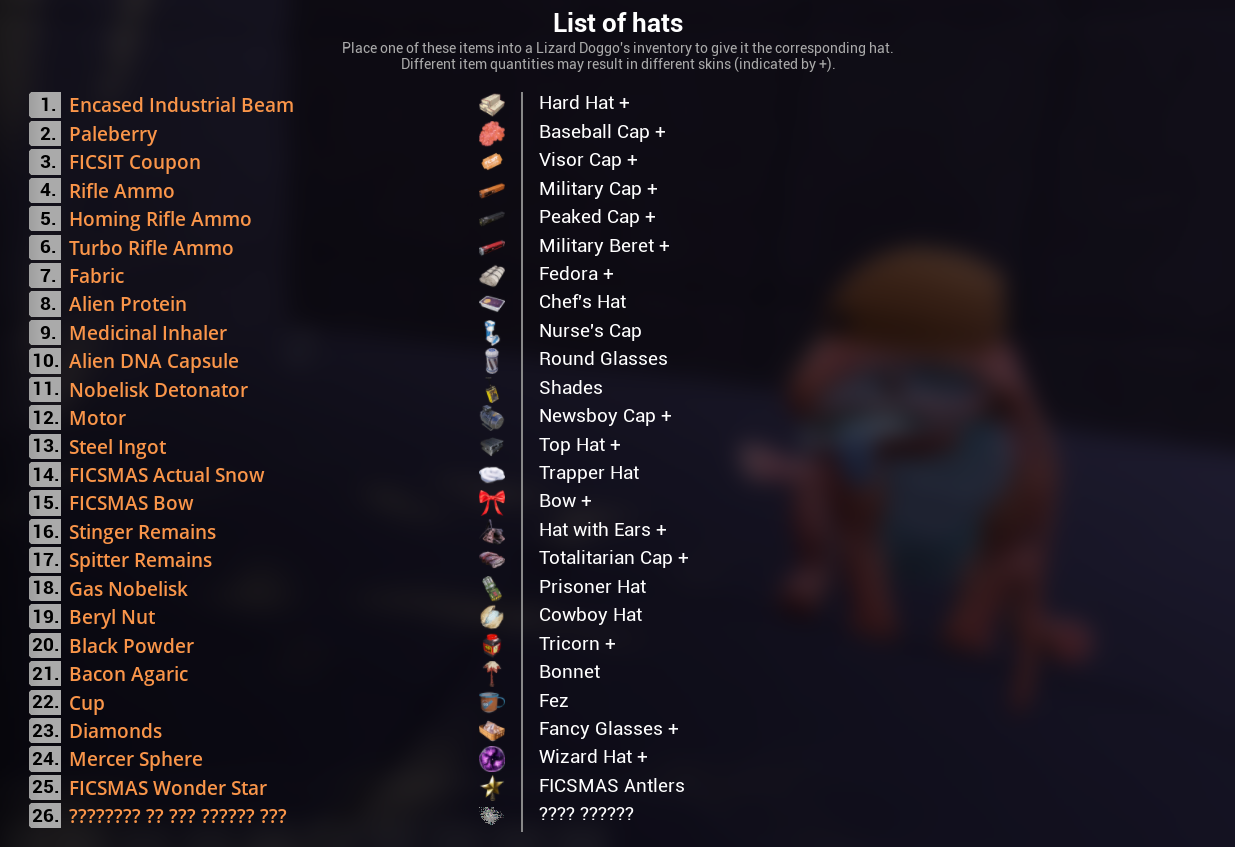 List of hats
Place one of these items into a Lizard Doggo's inventory to give it the corresponding hat.
Different item quantities may result in different skins (indicated by +).
1. Encased Industrial Beam Hard Hat +
2. Paleberry Baseball Cap +
3. FICSIT Coupon Visor Cap +
4. Rifle Ammo Military Cap +
5. Homing Rifle Ammo Peaked Cap +
6. Turbo Rifle Ammo Military Beret +
7. Fabric Fedora +
8. Alien Protein Chef's Hat
9. Medicinal Inhaler Nurse's Cap
10. Alien DNA Capsule Round Glasses
11. Nobelisk Detonator Shades
12. Motor Newsboy Cap +
13. Steel Ingot Top Hat +
14. FICSMAS Actual Snow Trapper Hat
15. FICSMAS Bow Bow +
16. Stinger Remains Hat with Ears +
17. Spitter Remains Totalitarian Cap +
18. Gas Nobelisk Prisoner Hat
19. Beryl Nut Cowboy Hat
20. Black Powder Tricorn +
21. Bacon Agaric Bonnet
22. Cup Fez
23. Diamonds Fancy Glasses +
24. Mercer Sphere Wizard Hat +
25. FICSMAS Wonder Star FICSMAS Antlers
26. ???????? ?? ??? ?????? ??? ???? ??????